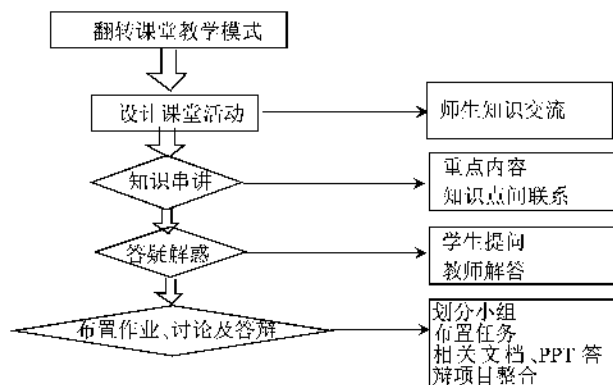 翻转课堂教学模式
设计课堂活动
师生知识交流
知识串讲
重点内容
知识点间联系
答疑解惑
学生提问
教师解答
布置作业、讨论及答辩
划分小组
布置任务
相关文档、PPT 答
辩项目整合